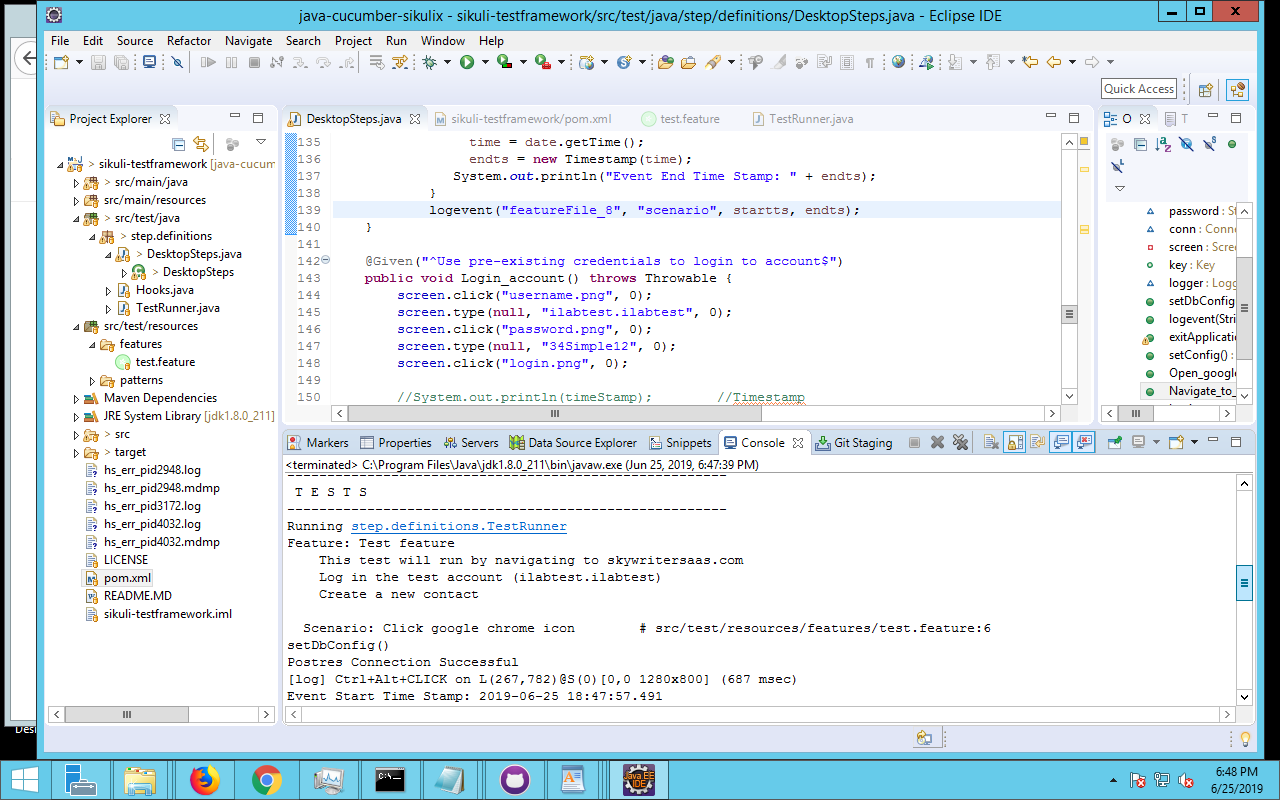 java-cucumber-sikulix - sikuli-testframework/src/test/java/step/definitions/DesktopSteps.java - Eclipse IDE
File Edit Source Refactor Navigate Search Project Run Window Help
Quick Access
Project Explorer
> sikuli-testframework [java-cucum
> src/main/java
src/main/resources
> src/test/java
> step.definitions
> DesktopSteps.java
> DesktopSteps
Hooks.java
TestRunner.java
src/test/resources
features
test.feature
patterns
Maven Dependencies
JRE System Library [jdk1.8.0_211]
> src
> target
hs_err_pid2948.log
hs_err_pid2948.mdmp
hs_err_pid3172.log
hs_err_pid4032.log
hs_err_pid4032.mdmp
LICENSE
pom.xml
README.MD
sikuli-testframework.iml
DesktopSteps.java sikuli-testframework/pom.xml test.feature TestRunner.java
135 time = date.getTime();
136 endts = new Timestamp(time);
137 System.out.println("Event End Time Stamp: " + endts);
138 }
139 logevent("featureFile_8", "scenario", startts, endts);
140 }
141
142 @Given("^Use pre-existing credentials to login to account$")
143 public void Login_account() throws Throwable {
144 screen.click("username.png", 0);
145 screen.type(null, "ilabtest.ilabtest", 0);
146 screen.click("password.png", 0);
147 screen.type(null, "34Simple12", 0);
148 screen.click("login.png", 0);
149
150 //System.out.println(timeStamp); //Timestamp
O T
password : St
conn : Conne
screen : Scree
key : Key
logger : Logg
setDbConfig
logevent(Stri
exitApplicatio
setConfig() :
Open_google
Navigate_to_
Markers Properties Servers Data Source Explorer Snippets Console Git Staging
<terminated> C:\Program Files\Java\jdk1.8.0_211\bin\javaw.exe (Jun 25, 2019, 6:47:39 PM)
-------------------------------------------------------
T E S T S
-------------------------------------------------------
Running step.definitions.TestRunner
Feature: Test feature
This test will run by navigating to skywritersaas.com
Log in the test account (ilabtest.ilabtest)
Create a new contact
Scenario: Click google chrome icon # src/test/resources/features/test.feature:6
setDbConfig()
Postres Connection Successful
[log] Ctrl+Alt+CLICK on L(267,782)@S(0)[0,0 1280x800] (687 msec)
Event Start Time Stamp: 2019-06-25 18:47:57.491
Desl
C:\_
Java EE
IDE
6:48 PM
6/25/2019